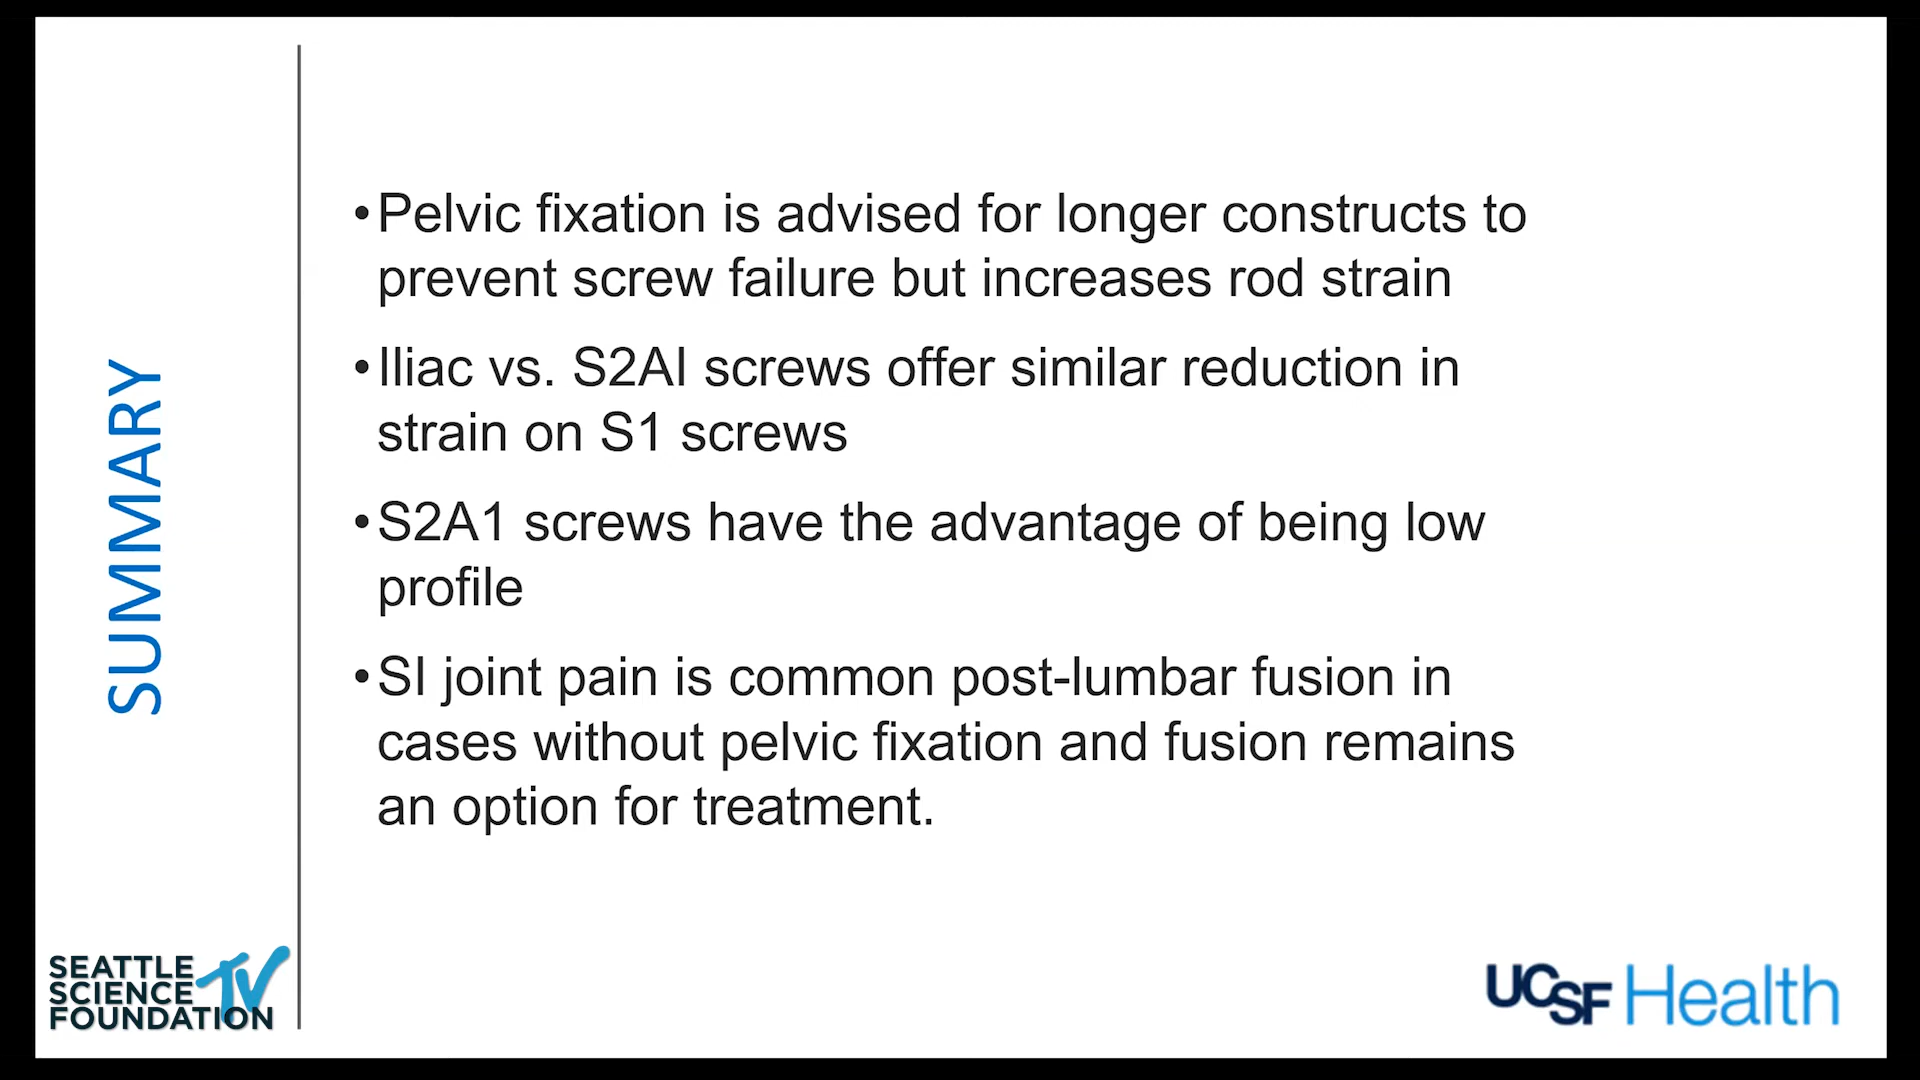 SUMMARY
•Pelvic fixation is advised for longer constructs to
prevent screw failure but increases rod strain
•Iliac vs. S2AI screws offer similar reduction in
strain on S1 screws
•S2A1 screws have the advantage of being low
profile
•SI joint pain is common post-lumbar fusion in
cases without pelvic fixation and fusion remains
an option for treatment.
SEATTLE
SCIENCE
FOUNDATION
TV
UCSF Health